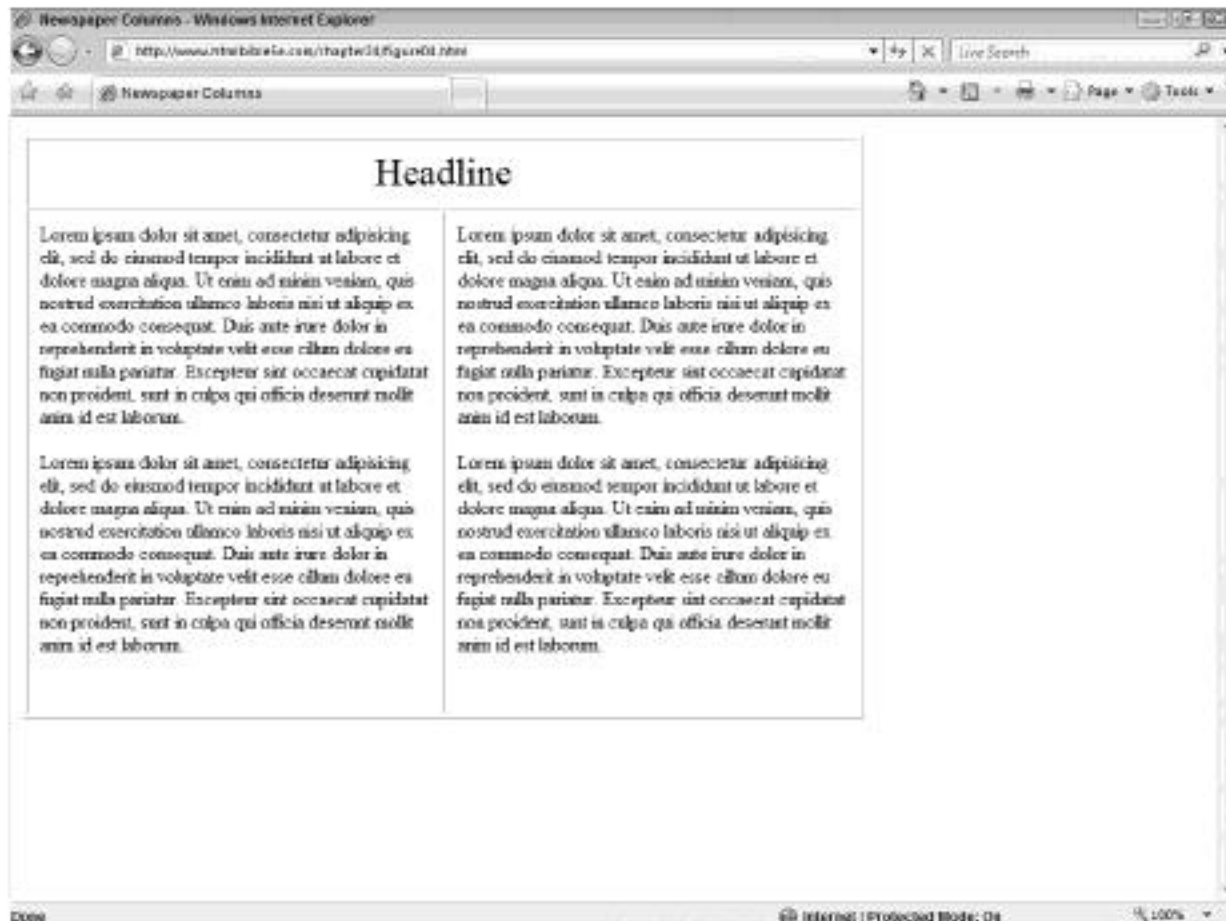 Newspaper Columns - Windows Internet Explorer
Live Search
Newspaper Columns
Page
Tools
Headline
Lorem ipsum dolor sit amet, consectetur adipisicing
elit, sed do eiusmod tempor incididunt ut labore et
dolore magna aliqua. Ut enim ad minim veniam, quis
nostrud exercitation ullamco laboris nisi ut aliquip ex
ea commodo consequat. Duis aute irure dolor in
reprehenderit in voluptate velit esse cillum dolore eu
fugiat nulla pariatur. Excepteur sint occaecat cupidatat
non proident, sunt in culpa qui officia deserunt mollit
anim id est laborum.
Lorem ipsum dolor sit amet, consectetur adipisicing
elit, sed do eiusmod tempor incididunt ut labore et
dolore magna aliqua. Ut enim ad minim veniam, quis
nostrud exercitation ullamco laboris nisi ut aliquip ex
ea commodo consequat. Duis aute irure dolor in
reprehenderit in voluptate velit esse cillum dolore eu
fugiat nulla pariatur. Excepteur sint occaecat cupidatat
non proident, sunt in culpa qui officia deserunt mollit
anim id est laborum.
Lorem ipsum dolor sit amet, consectetur adipisicing
elit, sed do eiusmod tempor incididunt ut labore et
dolore magna aliqua. Ut enim ad minim veniam, quis
nostrud exercitation ullamco laboris nisi ut aliquip ex
ea commodo consequat. Duis aute irure dolor in
reprehenderit in voluptate velit esse cillum dolore eu
fugiat nulla pariatur. Excepteur sint occaecat cupidatat
non proident, sunt in culpa qui officia deserunt mollit
anim id est laborum.
Lorem ipsum dolor sit amet, consectetur adipisicing
elit, sed do eiusmod tempor incididunt ut labore et
dolore magna aliqua. Ut enim ad minim veniam, quis
nostrud exercitation ullamco laboris nisi ut aliquip ex
ea commodo consequat. Duis aute irure dolor in
reprehenderit in voluptate velit esse cillum dolore eu
fugiat nulla pariatur. Excepteur sint occaecat cupidatat
non proident, sunt in culpa qui officia deserunt mollit
anim id est laborum.
Done
Internet | Protected Mode: On
100%